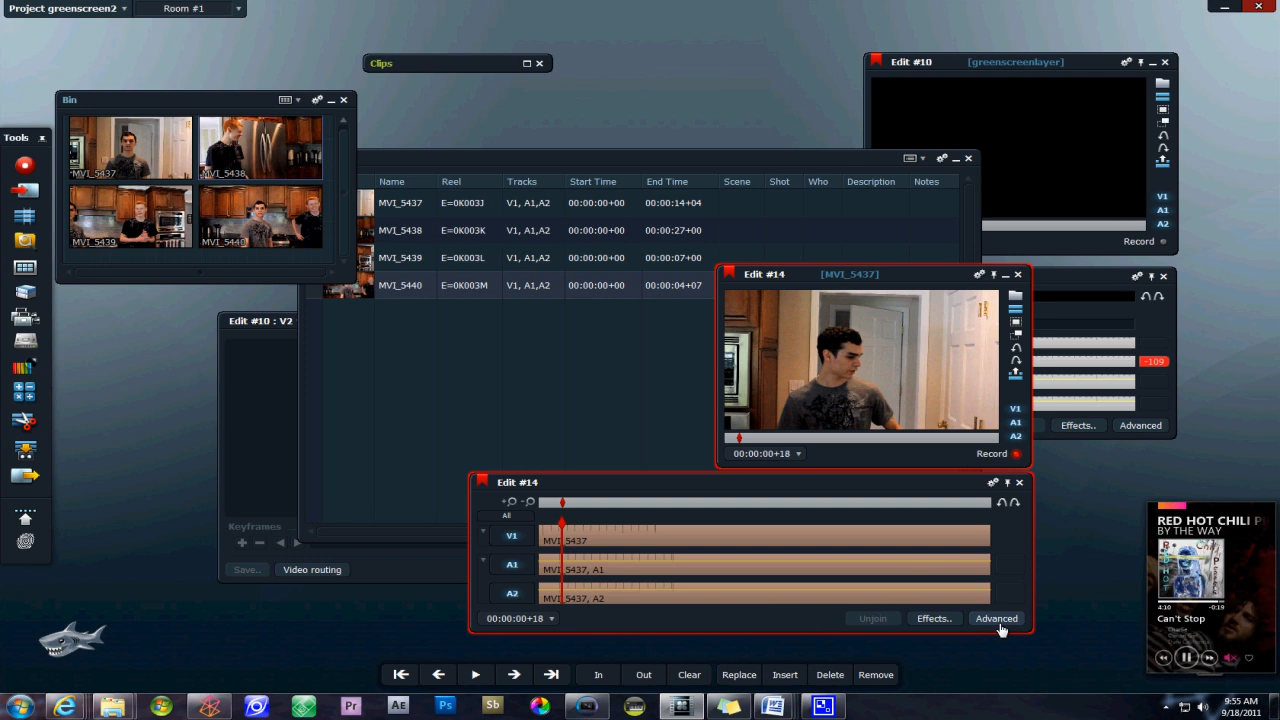 Project greenscreen2
Room #1
Clips
Edit #10 [greenscreenlayer]
Bin
Tools
MVI_5437
MVI_5438
MVI_5439
MVI_5440
Name Reel Tracks Start Time End Time Scene Shot Who Description Notes
MVI_5437 E=0K003J V1, A1,A2 00:00:00+00 00:00:14+04
MVI_5438 E=0K003K V1, A1,A2 00:00:00+00 00:00:27+00
MVI_5439 E=0K003L V1, A1,A2 00:00:00+00 00:00:07+00
MVI_5440 E=0K003M V1, A1,A2 00:00:00+00 00:00:04+07
V1
A1
A2
Record
Edit #14 [MVI_5437]
V1
A1
A2
00:00:00+18
Record
-109
Effects.. Advanced
Edit #10 : V2
Keyframes
Save.. Video routing
Edit #14
All
V1 MVI_5437
A1 MVI_5437, A1
A2 MVI_5437, A2
00:00:00+18 Unjoin Effects.. Advanced
RED HOT CHILI P
BY THE WAY
4:10 -0:19
Can't Stop
In Out Clear Replace Insert Delete Remove
Pr Ae Ps Sb
9:55 AM
9/18/2011